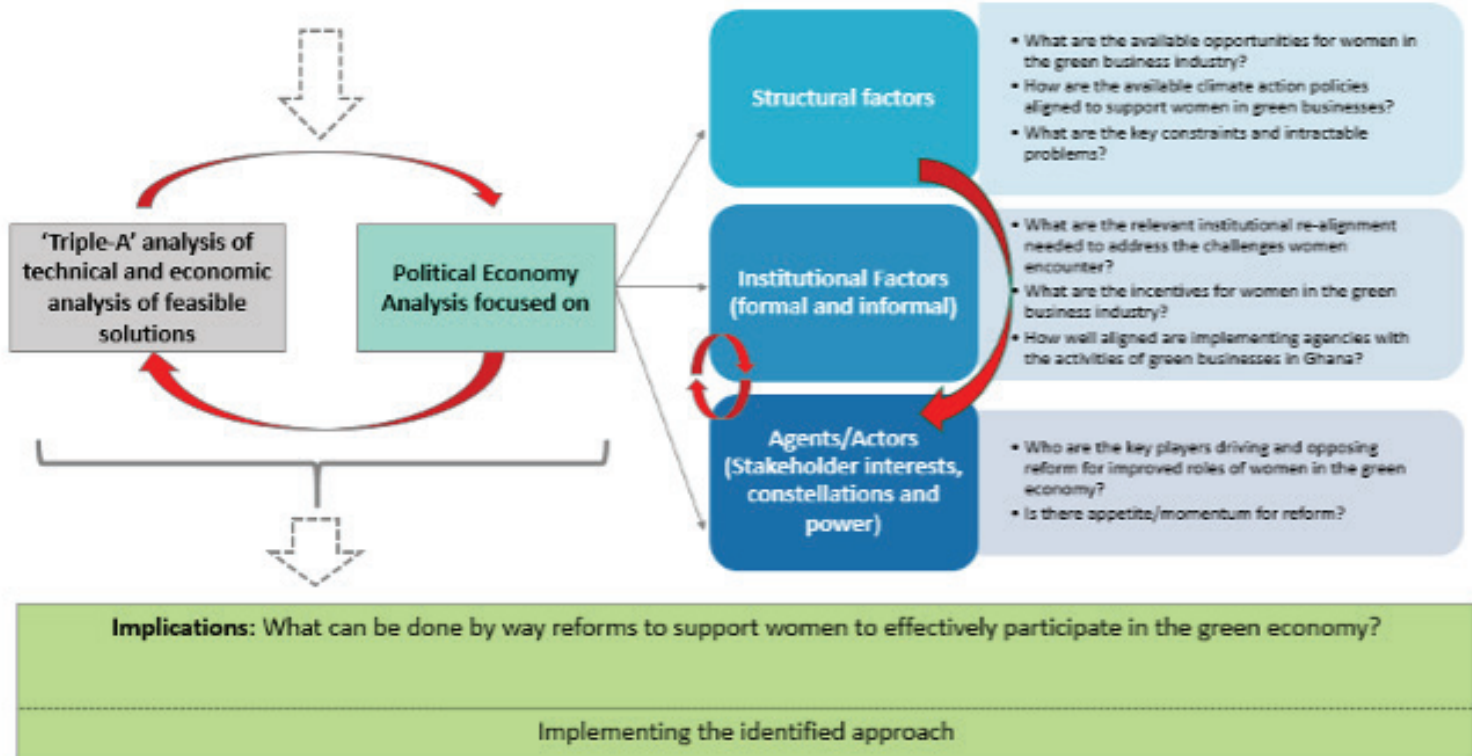 'Triple-A' analysis of
technical and economic
analysis of feasible
solutions
Political Economy
Analysis focused on
Structural factors
• What are the available opportunities for women in
the green business industry?
• How are the available climate action policies
aligned to support women in green businesses?
• What are the key constraints and intractable
problems?
Institutional Factors
(formal and informal)
• What are the relevant institutional re-alignment
needed to address the challenges women
encounter?
• What are the incentives for women in the green
business industry?
• How well aligned are implementing agencies with
the activities of green businesses in Ghana?
Agents/Actors
(Stakeholder interests,
constellations and
power)
• Who are the key players driving and opposing
reform for improved roles of women in the green
economy?
• Is there appetite/momentum for reform?
Implications: What can be done by way reforms to support women to effectively participate in the green economy?
Implementing the identified approach